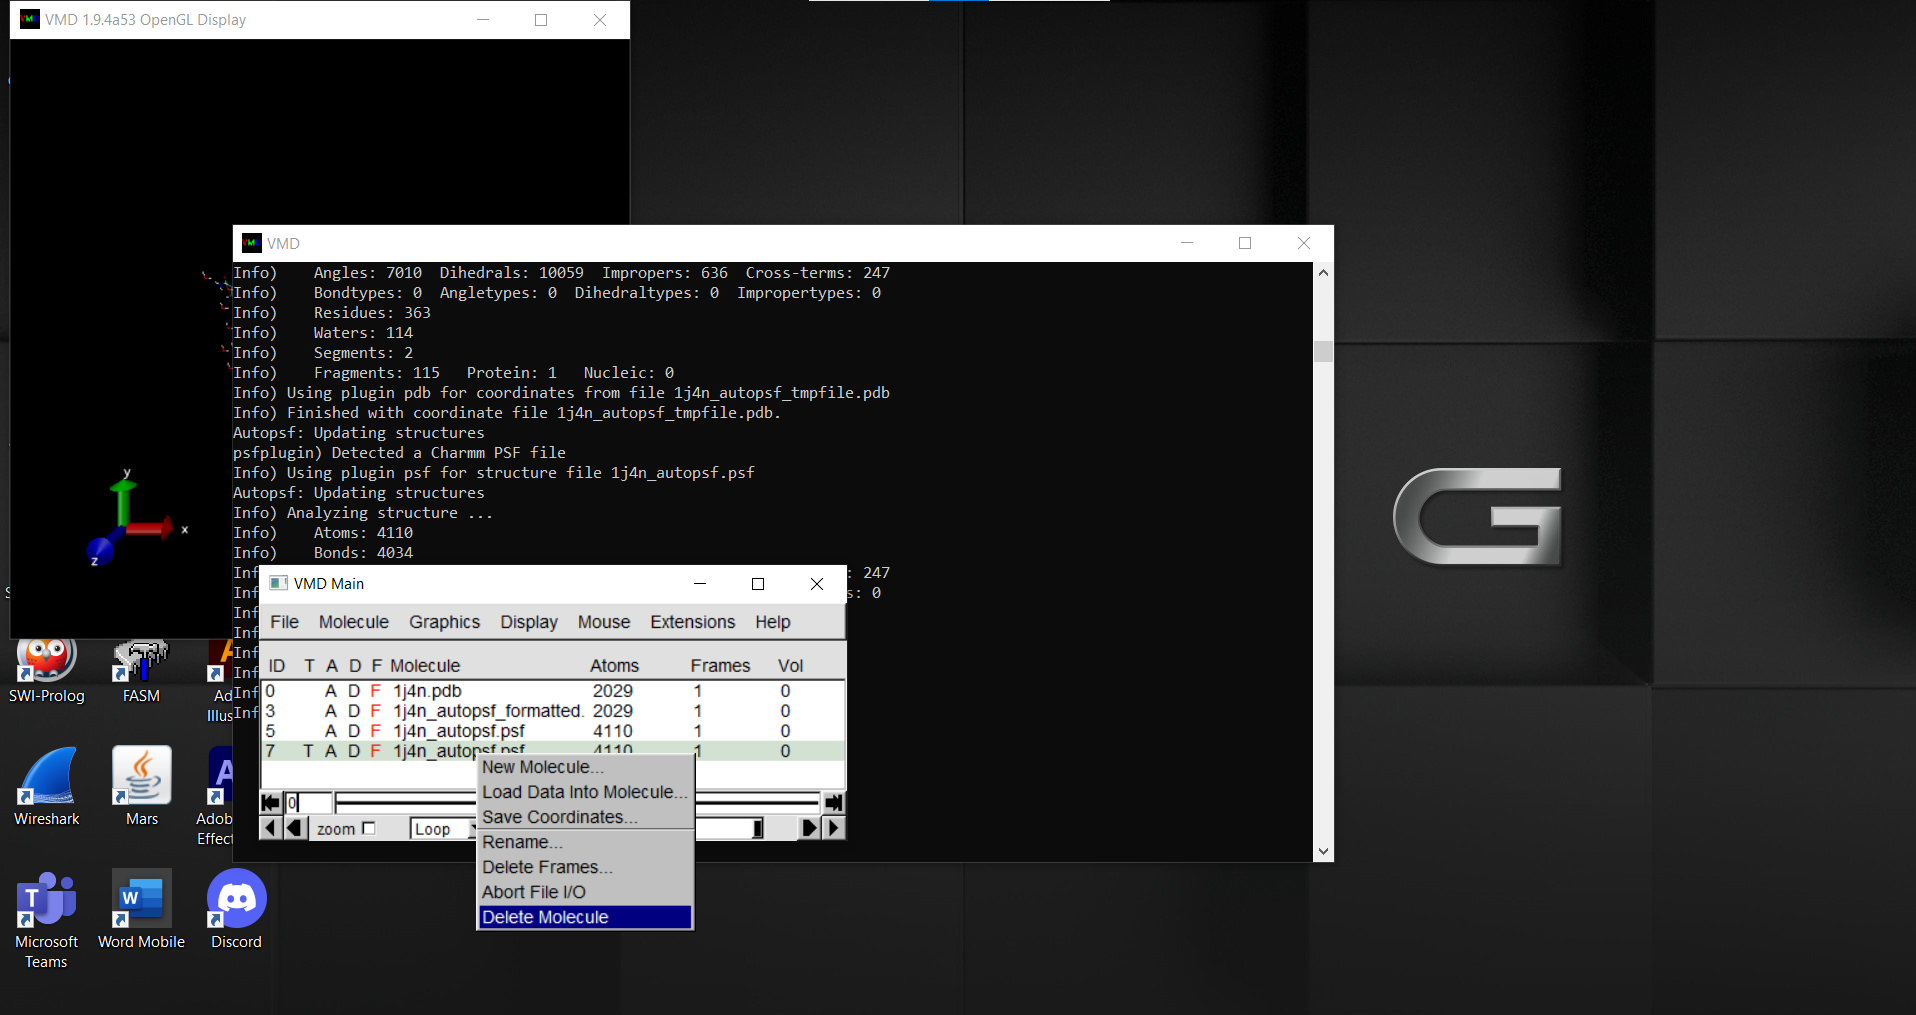 VMD 1.9.4a53 OpenGL Display
y
x
z
VMD
Info)    Angles: 7010  Dihedrals: 10059  Impropers: 636  Cross-terms: 247
Info)    Bondtypes: 0  Angletypes: 0  Dihedraltypes: 0  Impropertypes: 0
Info)    Residues: 363
Info)    Waters: 114
Info)    Segments: 2
Info)    Fragments: 115   Protein: 1   Nucleic: 0
Info) Using plugin pdb for coordinates from file 1j4n_autopsf_tmpfile.pdb
Info) Finished with coordinate file 1j4n_autopsf_tmpfile.pdb.
Autopsf: Updating structures
psfplugin) Detected a Charmm PSF file
Info) Using plugin psf for structure file 1j4n_autopsf.psf
Autopsf: Updating structures
Info) Analyzing structure ...
Info)    Atoms: 4110
Info)    Bonds: 4034
Inf : 247
Inf s: 0
Inf
Inf
Inf
Inf
Inf
Inf
VMD Main
File Molecule Graphics Display Mouse Extensions Help
ID T A D F Molecule Atoms Frames Vol
0 A D F 1j4n.pdb 2029 1 0
3 A D F 1j4n_autopsf_formatted. 2029 1 0
5 A D F 1j4n_autopsf.psf 4110 1 0
7 T A D F 1j4n_autopsf.psf 4110 1 0
0
zoom Loop
New Molecule...
Load Data Into Molecule...
Save Coordinates...
Rename...
Delete Frames...
Abort File I/O
Delete Molecule
SWI-Prolog
FASM
Ad
Illus
Wireshark
Mars
Adob
Effect
Microsoft
Teams
Word Mobile
Discord
G